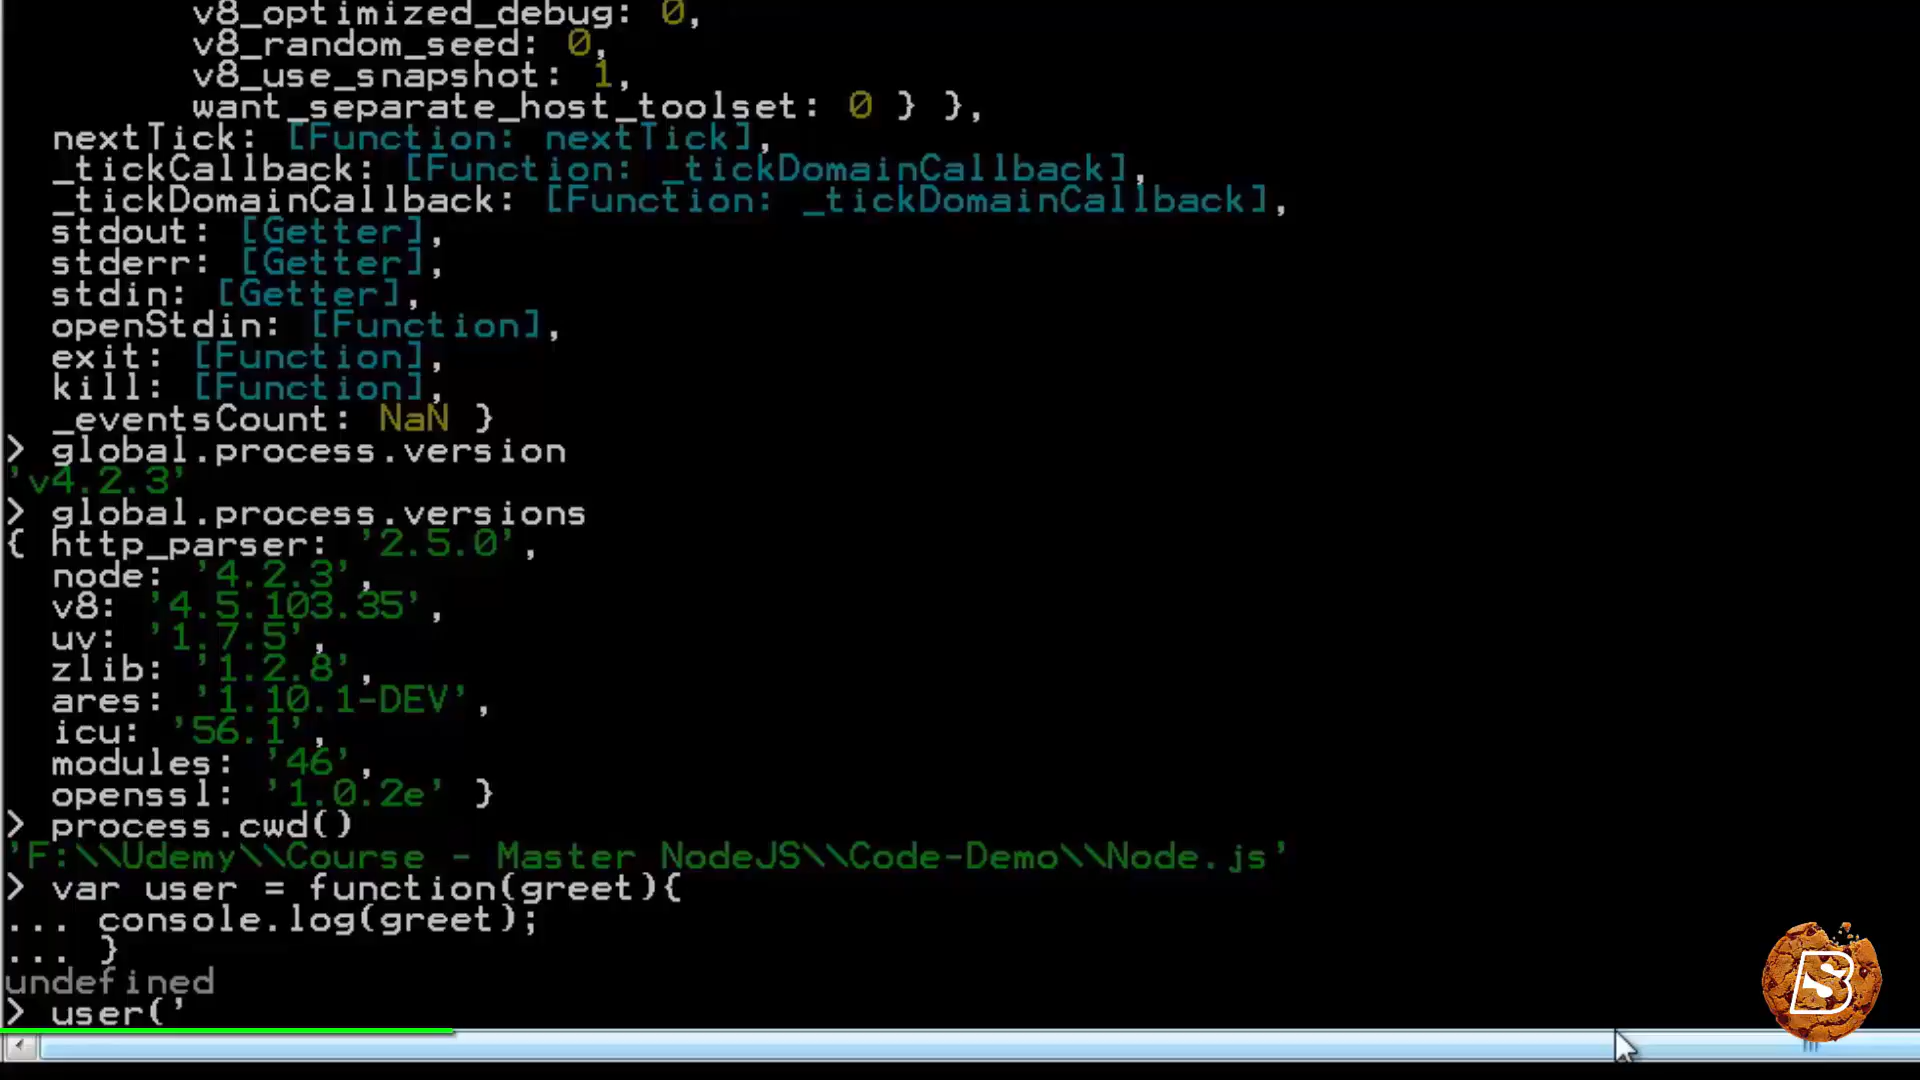 v8_optimized_debug: 0,
v8_random_seed: 0,
v8_use_snapshot: 1,
want_separate_host_toolset: 0 } },
nextTick: [Function: nextTick],
_tickCallback: [Function: _tickDomainCallback],
_tickDomainCallback: [Function: _tickDomainCallback],
stdout: [Getter],
stderr: [Getter],
stdin: [Getter],
openStdin: [Function],
exit: [Function],
kill: [Function],
_eventsCount: NaN }
> global.process.version
'v4.2.3'
> global.process.versions
{ http_parser: '2.5.0',
node: '4.2.3',
v8: '4.5.103.35',
uv: '1.7.5',
zlib: '1.2.8',
ares: '1.10.1-DEV',
icu: '56.1',
modules: '46',
openssl: '1.0.2e' }
> process.cwd()
'F:\\Udemy\\Course - Master NodeJS\\Code-Demo\\Node.js'
> var user = function(greet){
... console.log(greet);
... }
undefined
> user('